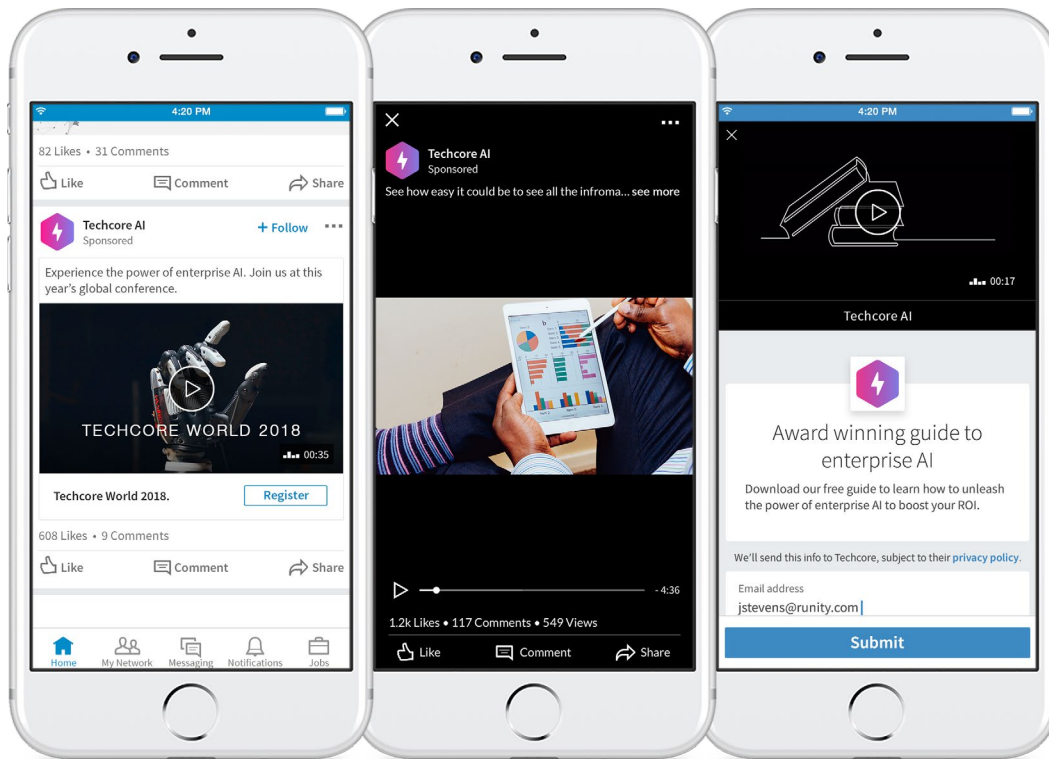 4:20 PM
82 Likes • 31 Comments
Like
Comment
Share
Techcore AI
+ Follow
Sponsored
Experience the power of enterprise AI. Join us at this
year's global conference.
TECHCORE WORLD 2018
00:35
Techcore World 2018.
Register
608 Likes • 9 Comments
Like
Comment
Share
Home
My Network
Messaging
Notifications
Jobs
Techcore AI
Sponsored
See how easy it could be to see all the infroma... see more
- 4:36
1.2k Likes • 117 Comments • 549 Views
Like
Comment
Share
4:20 PM
00:17
Techcore AI
Award winning guide to
enterprise AI
Download our free guide to learn how to unleash
the power of enterprise AI to boost your ROI.
We'll send this info to Techcore, subject to their privacy policy.
Email address
jstevens@runity.com
Submit